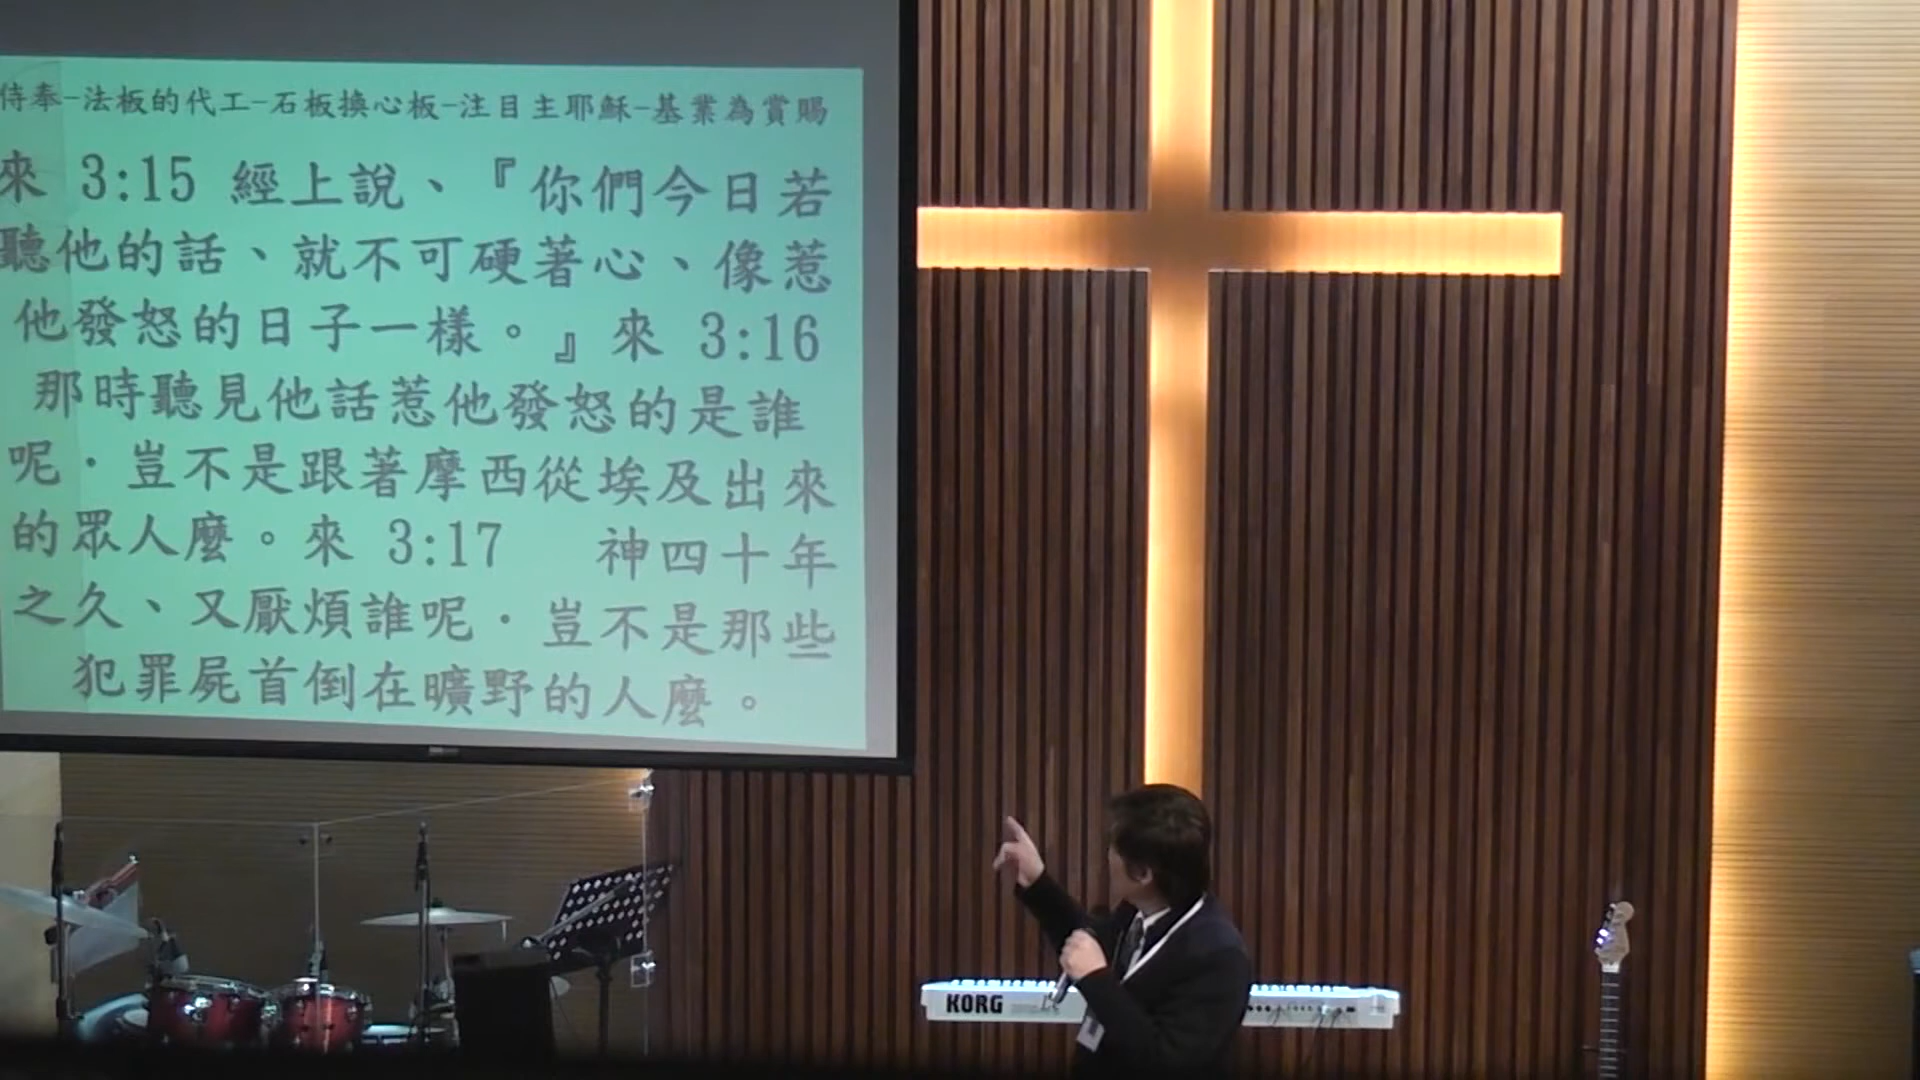 侍奉-法板的代工-石板換心板-注目主耶穌-基業為賞賜
來 3:15 經上說、『你們今日若
聽他的話、就不可硬著心、像惹
他發怒的日子一樣。』來 3:16
那時聽見他話惹他發怒的是誰
呢．豈不是跟著摩西從埃及出來
的眾人麼。來 3:17 神四十年
之久、又厭煩誰呢．豈不是那些
犯罪屍首倒在曠野的人麼。
KORG